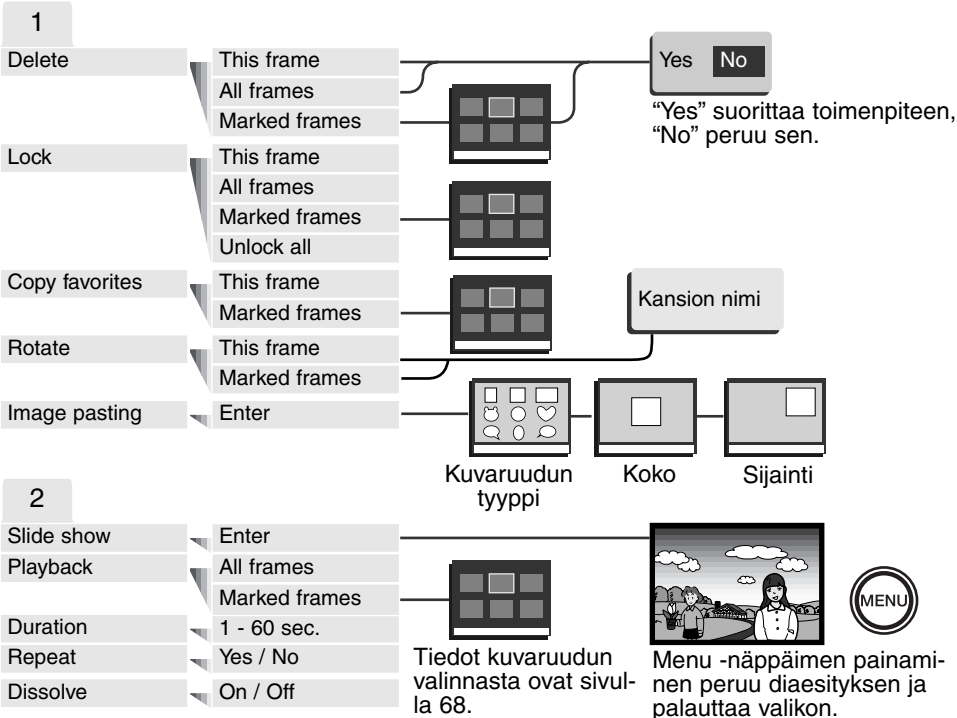 1
Delete
This frame
All frames
Marked frames
Yes No
“Yes” suorittaa toimenpiteen,
“No” peruu sen.
Lock
This frame
All frames
Marked frames
Unlock all
Copy favorites
This frame
Marked frames
Kansion nimi
Rotate
This frame
Marked frames
Image pasting
Enter
Kuvaruudun
tyyppi
Koko
Sijainti
2
Slide show
Enter
Playback
All frames
Marked frames
Duration
1 - 60 sec.
Repeat
Yes / No
Dissolve
On / Off
Tiedot kuvaruudun
valinnasta ovat sivul-
la 68.
MENU
Menu -näppäimen painami-
nen peruu diaesityksen ja
palauttaa valikon.